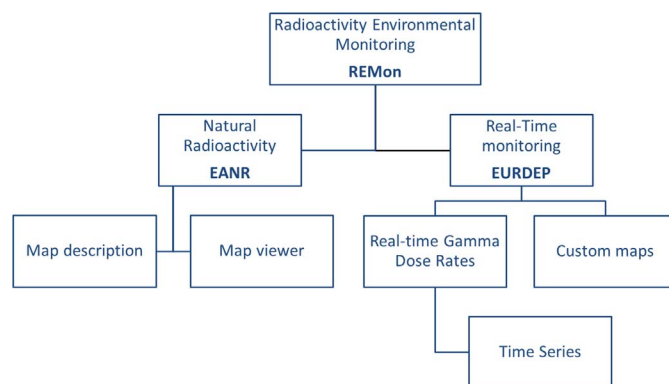 Radioactivity Environmental
Monitoring
REMon
Natural
Radioactivity
EANR
Real-Time
monitoring
EURDEP
Map description
Map viewer
Real-time Gamma
Dose Rates
Custom maps
Time Series